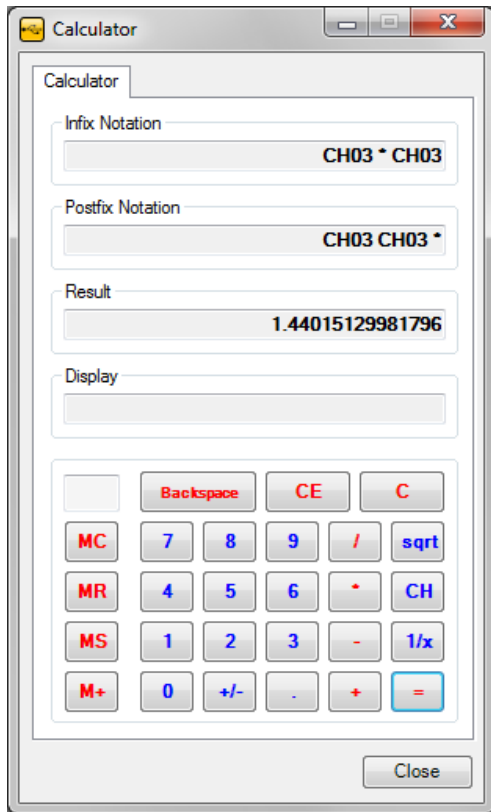 Calculator
Calculator
Infix Notation
CH03 * CH03
Postfix Notation
CH03 CH03 *
Result
1.44015129981796
Display
Backspace CE C
MC 7 8 9 / sqrt
MR 4 5 6 * CH
MS 1 2 3 - 1/x
M+ 0 +/- . + =
Close